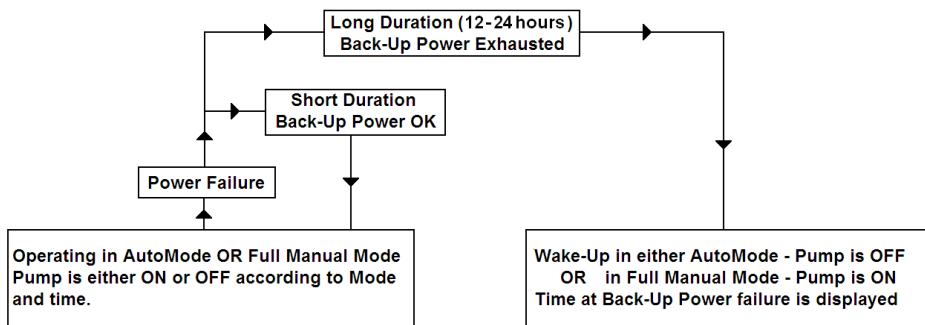 Long Duration (12-24 hours)
Back-Up Power Exhausted
Short Duration
Back-Up Power OK
Power Failure
Operating in AutoMode OR Full Manual Mode
Pump is either ON or OFF according to Mode
and time.
Wake-Up in either AutoMode - Pump is OFF
OR in Full Manual Mode - Pump is ON
Time at Back-Up Power failure is displayed